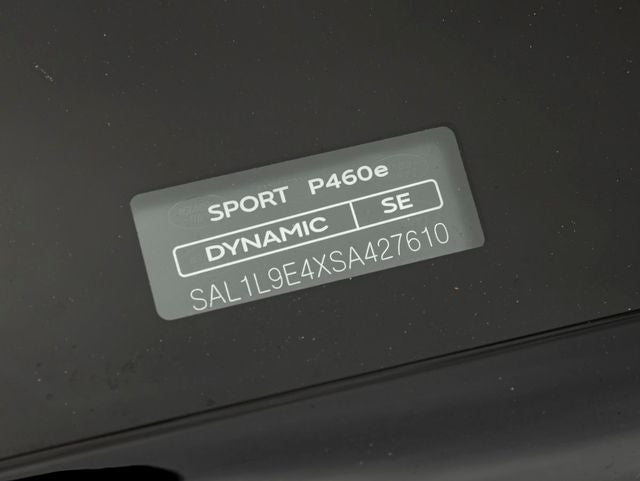 SPORT P460e
DYNAMIC SE
SAL1L9E4XSA427610